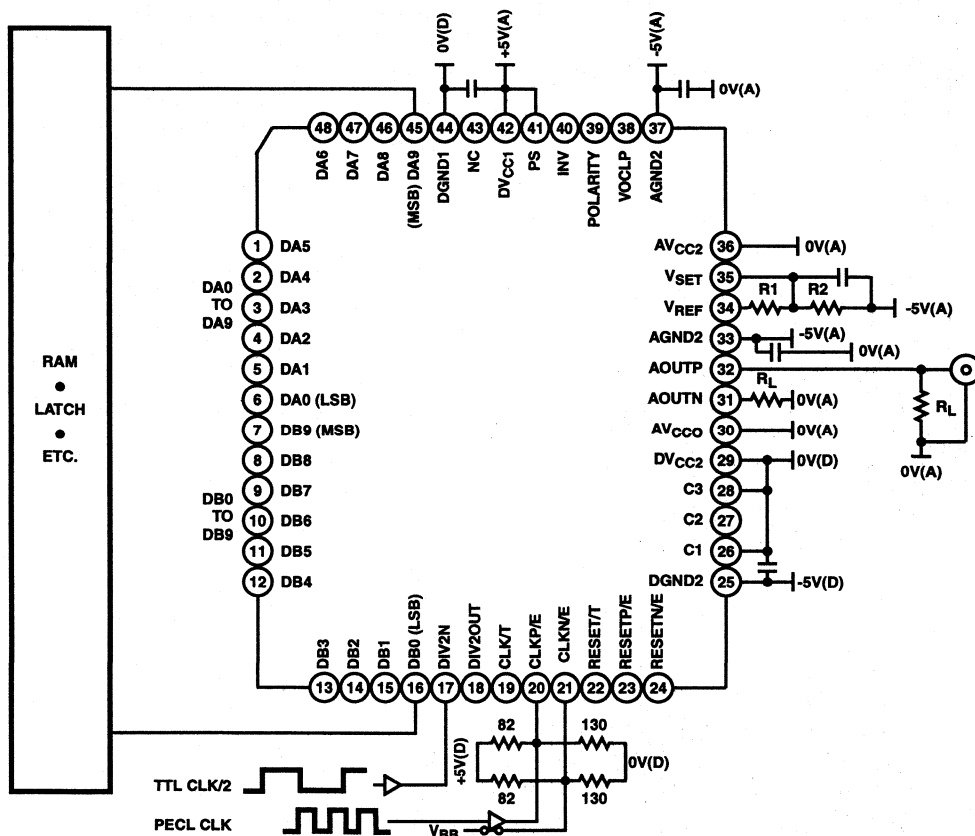 0V(D)
+5V(A)
-5V(A)
0V(A)
48 47 46 45 44 43 42 41 40 39 38 37
DA6
DA7
DA8
(MSB) DA9
DGND1
NC
DVCC1
PS
INV
POLARITY
VOCLP
AGND2
RAM
•
LATCH
•
ETC.
DA0
TO
DA9
DB0
TO
DB9
1 DA5
2 DA4
3 DA3
4 DA2
5 DA1
6 DA0 (LSB)
7 DB9 (MSB)
8 DB8
9 DB7
10 DB6
11 DB5
12 DB4
AVCC2 36 0V(A)
VSET 35
R1 R2
VREF 34 -5V(A)
AGND2 33 -5V(A)
0V(A)
AOUTP 32
RL
AOUTN 31 0V(A)
RL
AVCCO 30 0V(A)
DVCC2 29 0V(D)
0V(A)
C3 28
C2 27
C1 26
DGND2 25 -5V(D)
DB3
DB2
DB1
DB0 (LSB)
DIV2N
DIV2OUT
CLK/T
CLKP/E
CLKN/E
RESET/T
RESETP/E
RESETN/E
13 14 15 16 17 18 19 20 21 22 23 24
82 130
+5V(D)
0V(D)
82 130
TTL CLK/2
PECL CLK
VBB